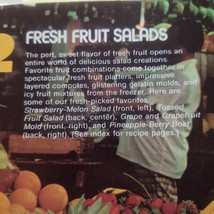 2
FRESH FRUIT SALADS
The pert, sweet flavor of fresh fruit opens an
entire world of delicious salad creations.
Favorite fruit combinations come together in
spectacular fresh fruit platters, impressive
layered compotes, glistening gelatin molds, and
icy fruit mixtures from the freezer. Here are
some of our fresh-picked favorites.
Strawberry-Melon Salad (front, left), Tossed
Fruit Salad (back, center), Grape and Grapefruit
Mold (front, right), and Pineapple-Berry Boat
(back, right). (See index for recipe pages.)